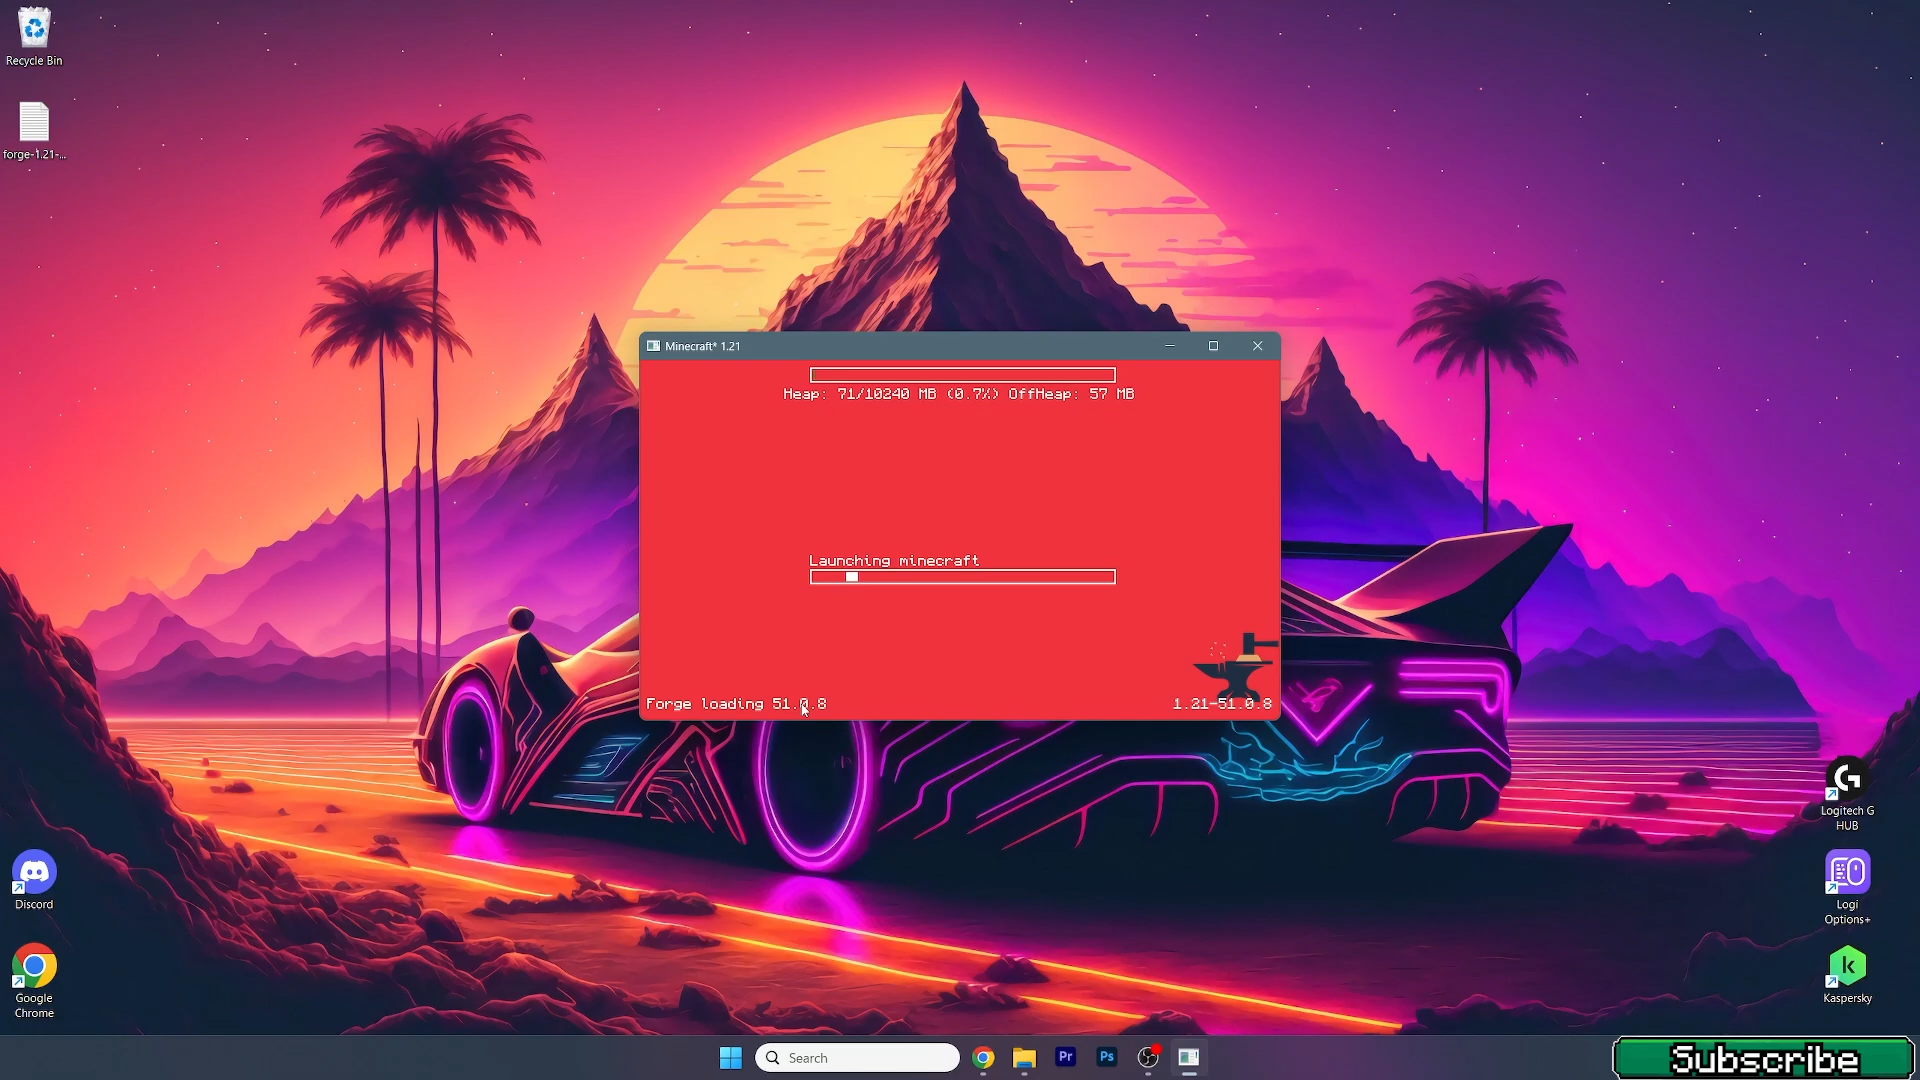 Recycle Bin
forge-1.21-...
Minecraft* 1.21
Heap: 71/10240 MB (0.7%) OffHeap: 57 MB
Launching minecraft
Forge loading 51.0.8
1.21-51.0.8
Logitech G
HUB
Discord
Logi
Options+
Google
Chrome
Kaspersky
Search
Pr
Ps
Subscribe